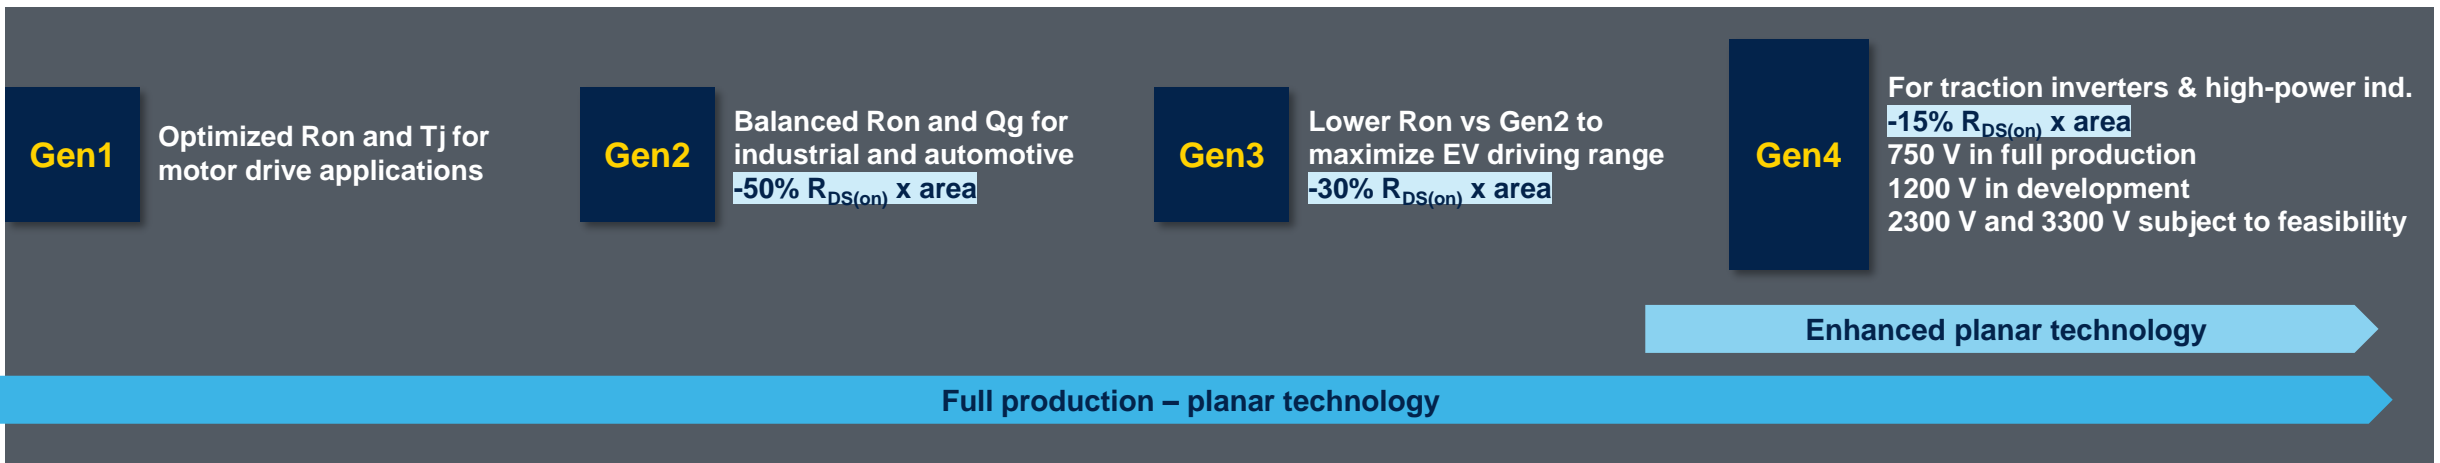 Gen1
Optimized Ron and Tj for
motor drive applications
Gen2
Balanced Ron and Qg for
industrial and automotive
-50% RDS(on) x area
Gen3
Lower Ron vs Gen2 to
maximize EV driving range
-30% RDS(on) x area
Gen4
For traction inverters & high-power ind.
-15% RDS(on) x area
750 V in full production
1200 V in development
2300 V and 3300 V subject to feasibility
Enhanced planar technology
Full production – planar technology